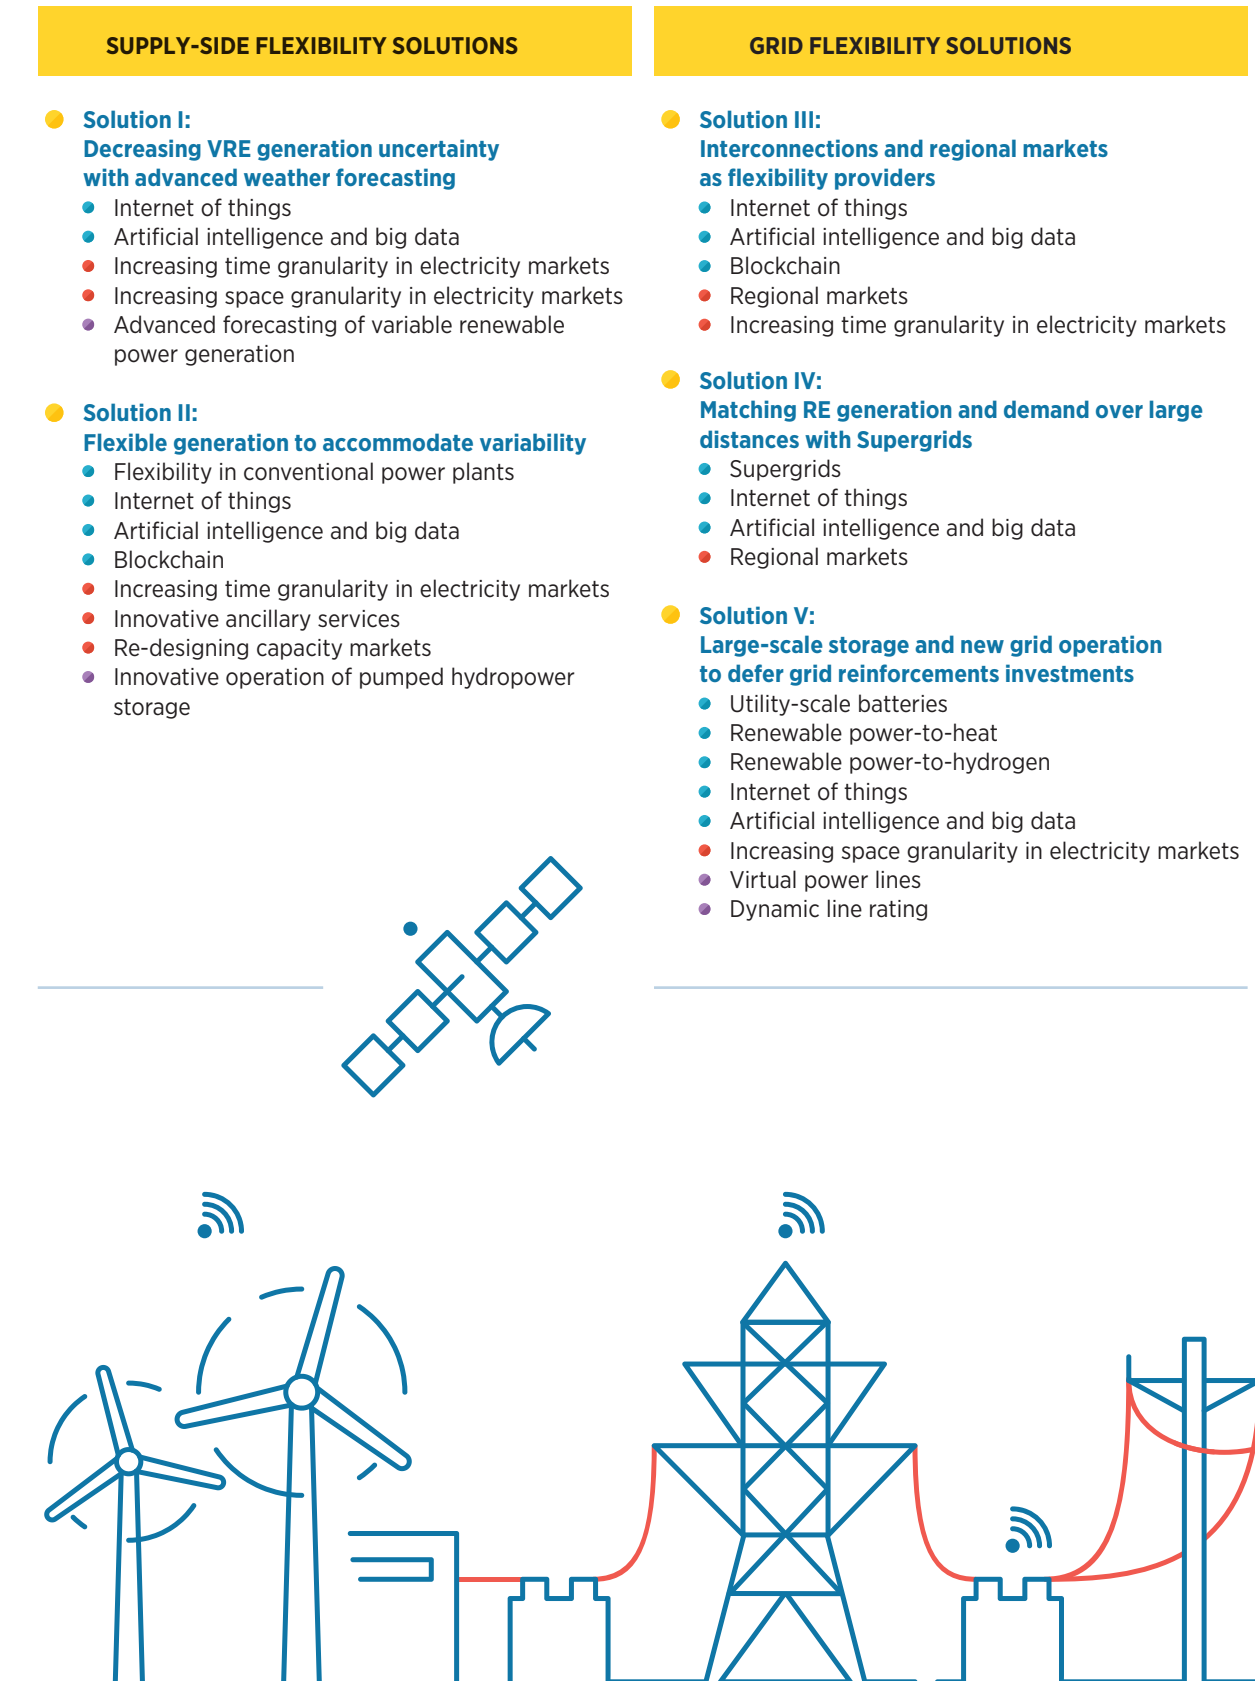 SUPPLY-SIDE FLEXIBILITY SOLUTIONS
Solution I:
Decreasing VRE generation uncertainty
with advanced weather forecasting
Internet of things
Artificial intelligence and big data
Increasing time granularity in electricity markets
Increasing space granularity in electricity markets
Advanced forecasting of variable renewable
power generation
Solution II:
Flexible generation to accommodate variability
Flexibility in conventional power plants
Internet of things
Artificial intelligence and big data
Blockchain
Increasing time granularity in electricity markets
Innovative ancillary services
Re-designing capacity markets
Innovative operation of pumped hydropower
storage
GRID FLEXIBILITY SOLUTIONS
Solution III:
Interconnections and regional markets
as flexibility providers
Internet of things
Artificial intelligence and big data
Blockchain
Regional markets
Increasing time granularity in electricity markets
Solution IV:
Matching RE generation and demand over large
distances with Supergrids
Supergrids
Internet of things
Artificial intelligence and big data
Regional markets
Solution V:
Large-scale storage and new grid operation
to defer grid reinforcements investments
Utility-scale batteries
Renewable power-to-heat
Renewable power-to-hydrogen
Internet of things
Artificial intelligence and big data
Increasing space granularity in electricity markets
Virtual power lines
Dynamic line rating